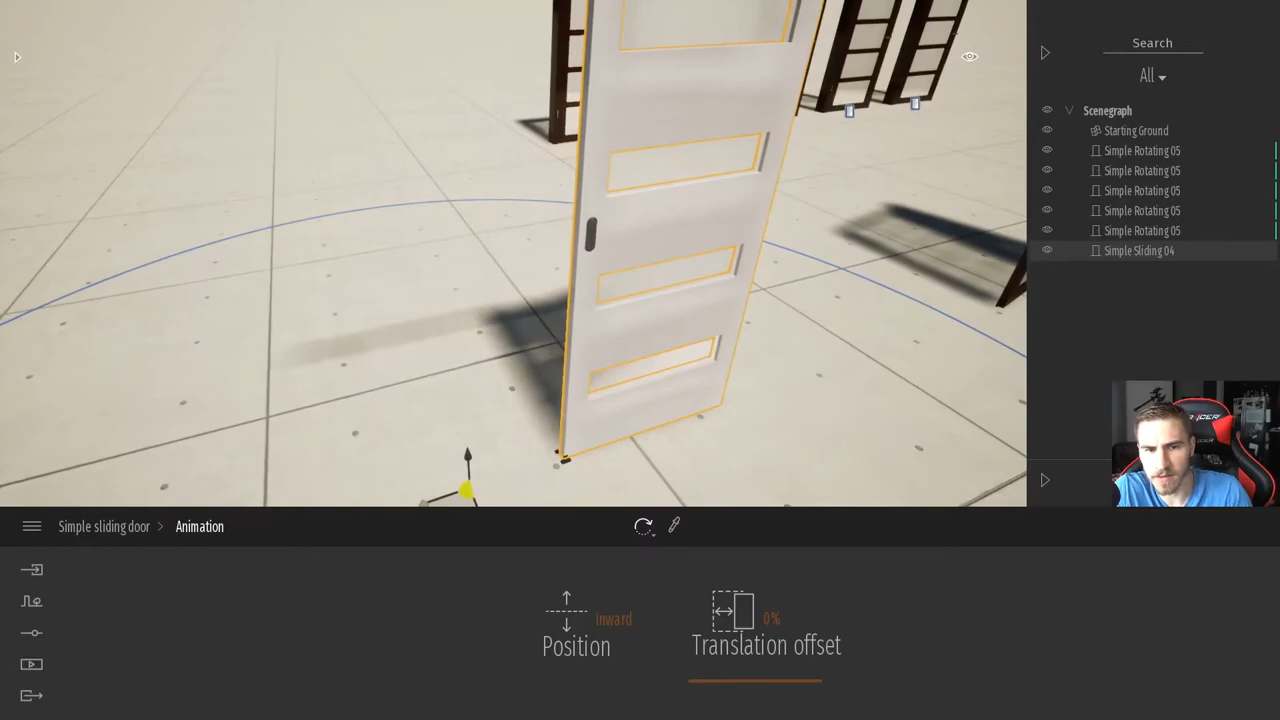 Search
All
Scenegraph
Starting Ground
Simple Rotating 05
Simple Rotating 05
Simple Rotating 05
Simple Rotating 05
Simple Rotating 05
Simple Sliding 04
Simple sliding door > Animation
Inward
Position
0%
Translation offset